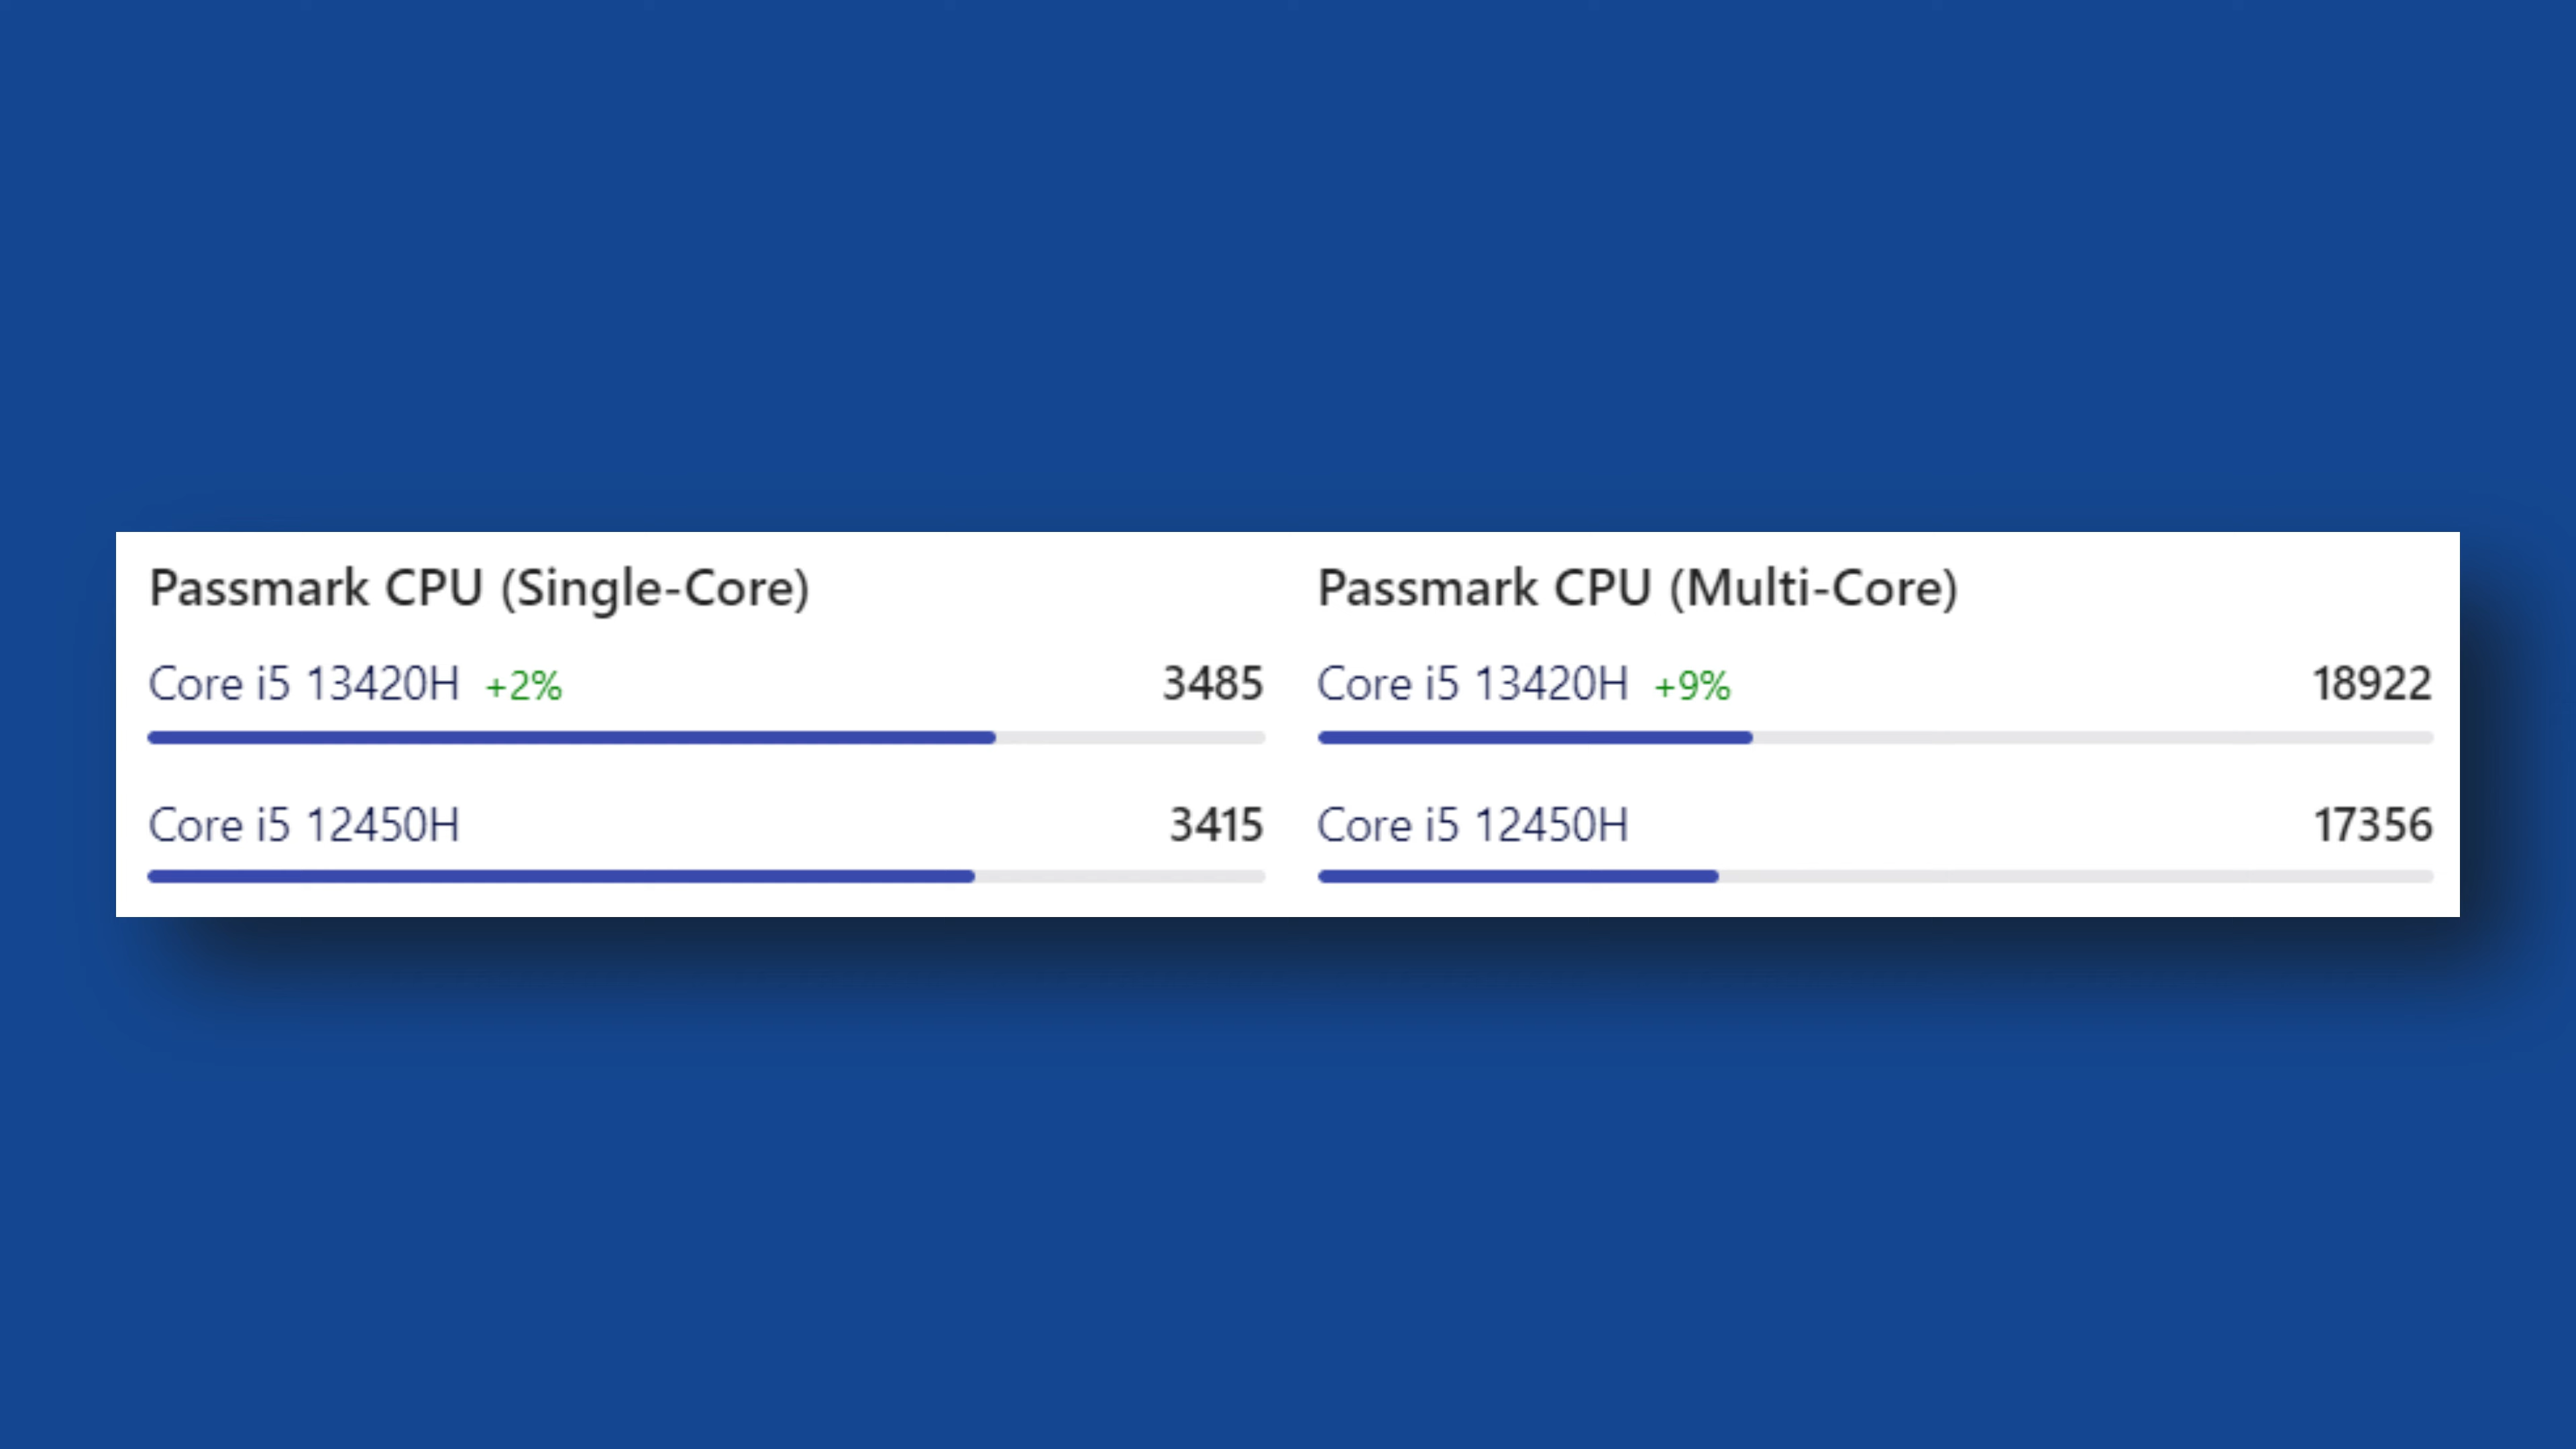 Passmark CPU (Single-Core)
Core i5 13420H +2% 3485
Core i5 12450H 3415
Passmark CPU (Multi-Core)
Core i5 13420H +9% 18922
Core i5 12450H 17356